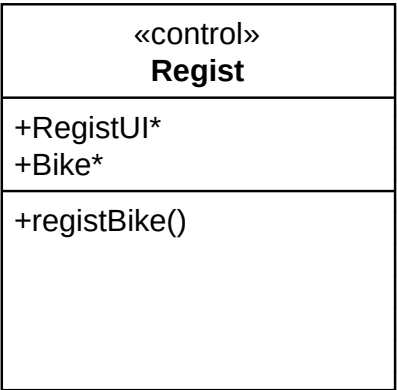 «control»
Regist
+RegistUI*
+Bike*
+registBike()